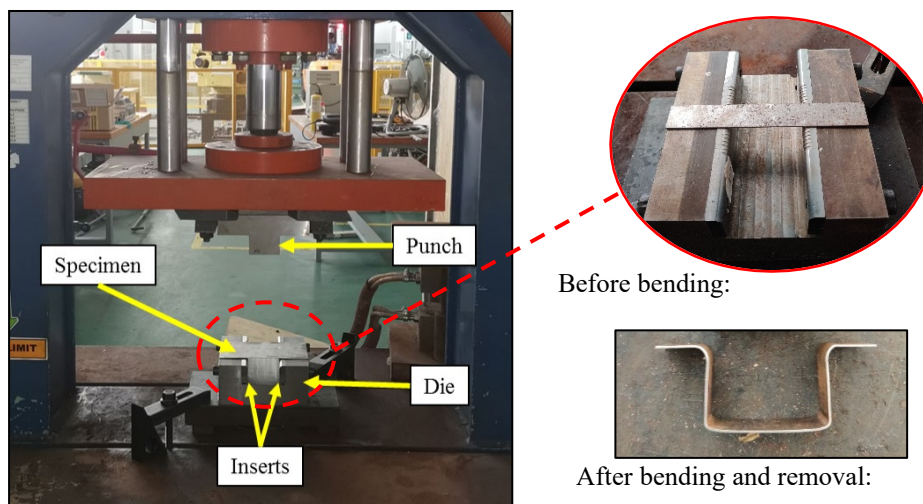 Punch
Specimen
Before bending:
LIMIT
Die
Inserts
After bending and removal: